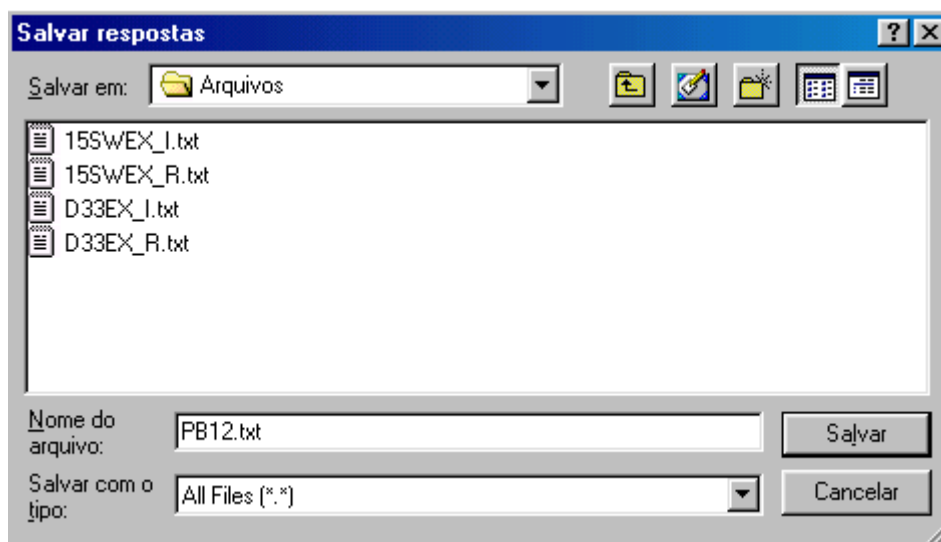 Salvar respostas
Salvar em: Arquivos
15SWEX_I.txt
15SWEX_R.txt
D33EX_I.txt
D33EX_R.txt
Nome do
arquivo:
PB12.txt
Salvar
Salvar com o
tipo:
All Files (*.*)
Cancelar